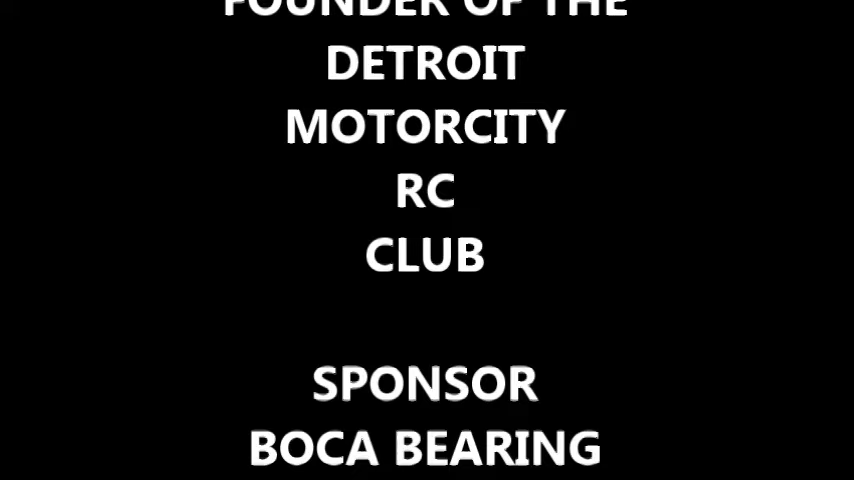 FOUNDER OF THE
DETROIT
MOTORCITY
RC
CLUB
SPONSOR
BOCA BEARING